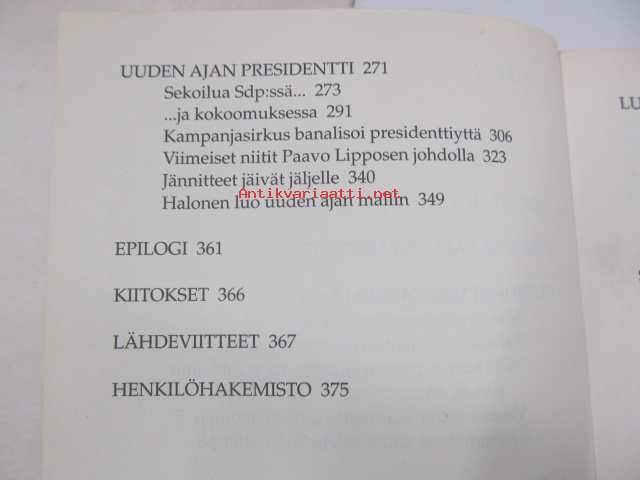 UUDEN AJAN PRESIDENTTI 271
Sekoilua Sdp:ssä... 273
...ja kokoomuksessa 291
Kampanjasirkus banalisoi presidenttiyttä 306
Viimeiset niitit Paavo Lipposen johdolla 323
Jännitteet jäivät jäljelle 340
Antikvariaatti.net
Halonen luo uuden ajan mallin 349
EPILOGI 361
KIITOKSET 366
LÄHDEVIITTEET 367
HENKILÖHAKEMISTO 375
LU